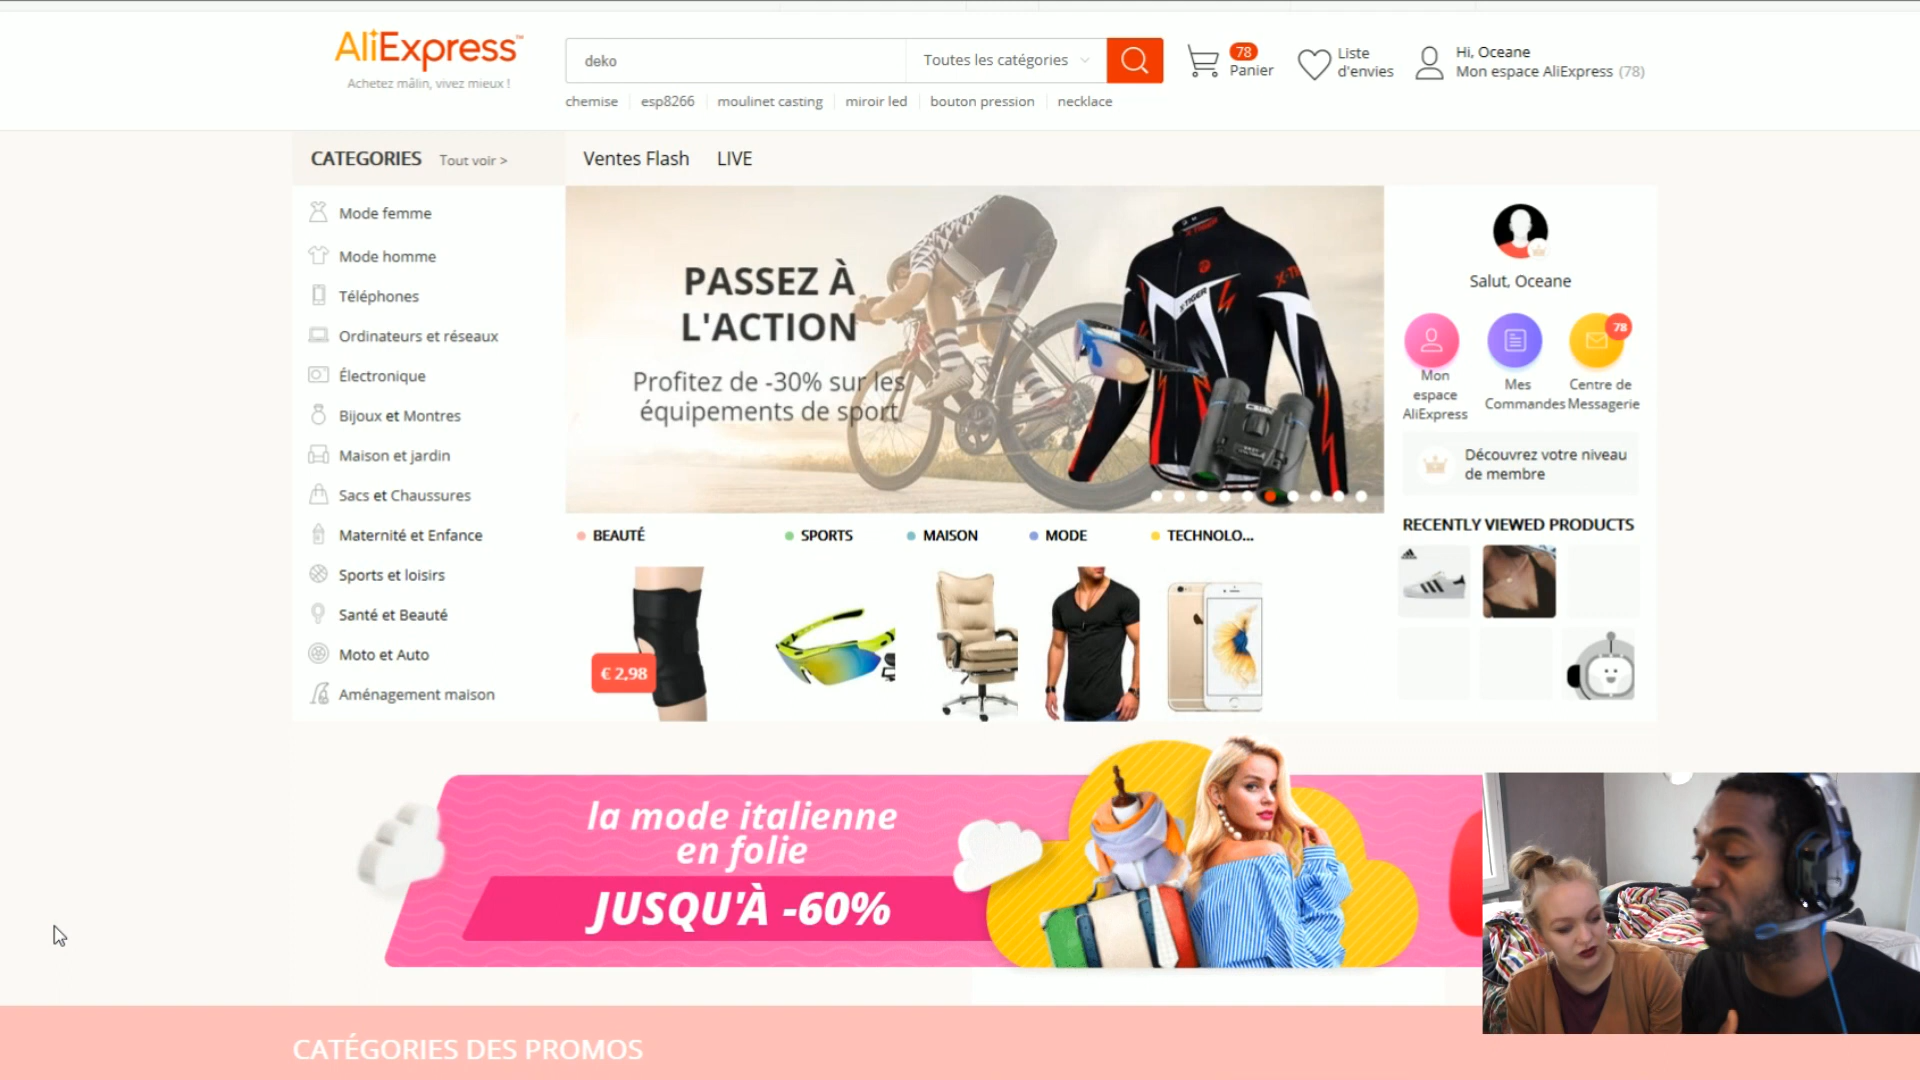 AliExpress™
Achetez mâlin, vivez mieux !
deko
Toutes les catégories
78
Panier
Liste
d'envies
Hi, Oceane
Mon espace AliExpress (78)
chemise
esp8266
moulinet casting
miroir led
bouton pression
necklace
CATEGORIES
Tout voir >
Ventes Flash
LIVE
Mode femme
Mode homme
Téléphones
Ordinateurs et réseaux
Électronique
Bijoux et Montres
Maison et jardin
Sacs et Chaussures
Maternité et Enfance
Sports et loisirs
Santé et Beauté
Moto et Auto
Aménagement maison
PASSEZ À
L'ACTION
Profitez de -30% sur les
équipements de sport
X-TIGER
Salut, Oceane
78
Mon
espace
AliExpress
Mes
Commandes
Centre de
Messagerie
Découvrez votre niveau
de membre
RECENTLY VIEWED PRODUCTS
BEAUTÉ
SPORTS
MAISON
MODE
TECHNOLO...
€ 2,98
la mode italienne
en folie
JUSQU'À -60%
CATÉGORIES DES PROMOS